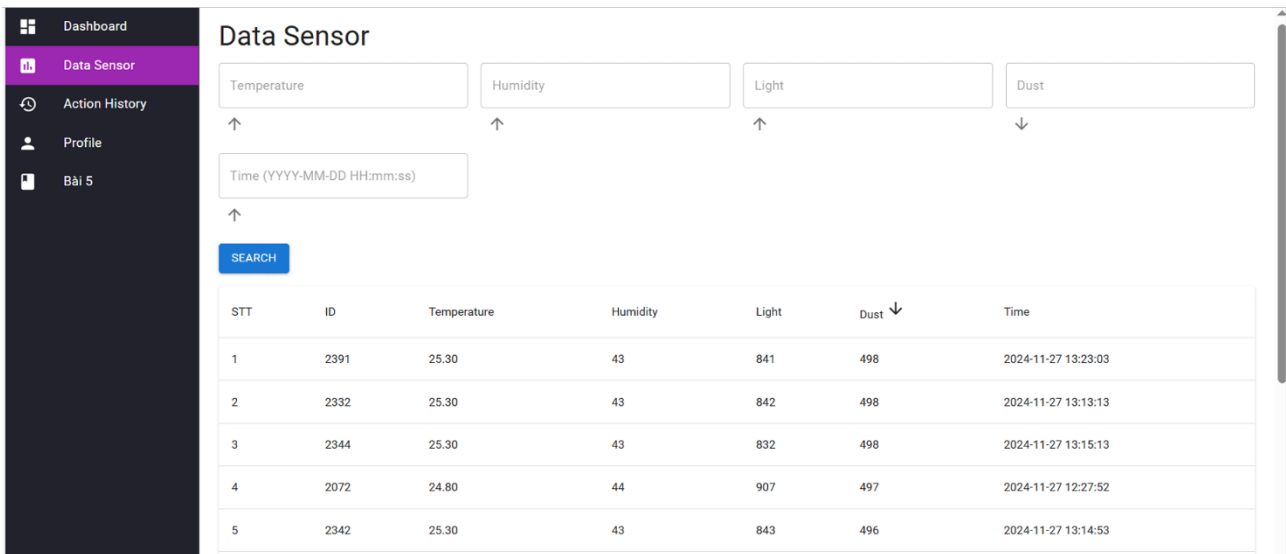 Dashboard
Data Sensor
Action History
Profile
Bài 5
Data Sensor
Temperature
Humidity
Light
Dust
Time (YYYY-MM-DD HH:mm:ss)
SEARCH
STT ID Temperature Humidity Light Dust Time
1 2391 25.30 43 841 498 2024-11-27 13:23:03
2 2332 25.30 43 842 498 2024-11-27 13:13:13
3 2344 25.30 43 832 498 2024-11-27 13:15:13
4 2072 24.80 44 907 497 2024-11-27 12:27:52
5 2342 25.30 43 843 496 2024-11-27 13:14:53